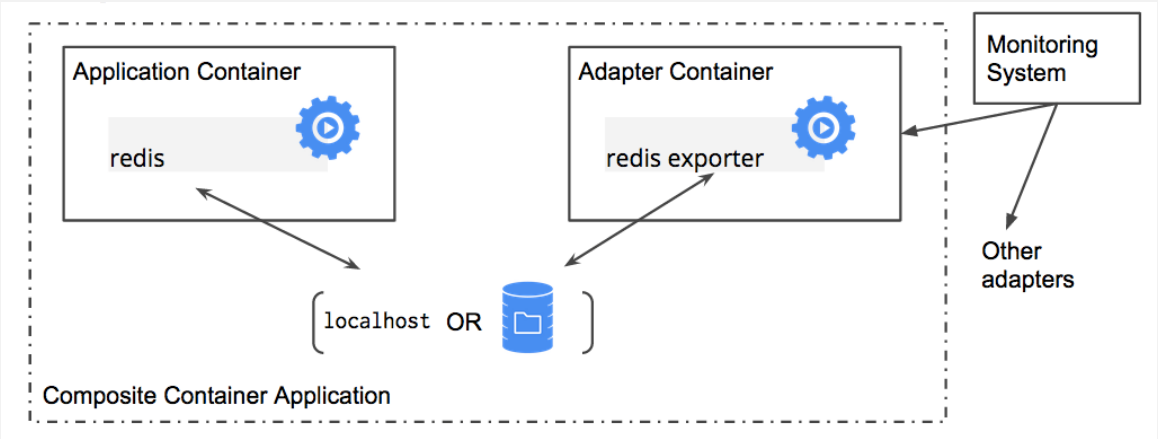 Application Container
redis
Adapter Container
redis exporter
Monitoring
System
Other
adapters
localhost OR
Composite Container Application